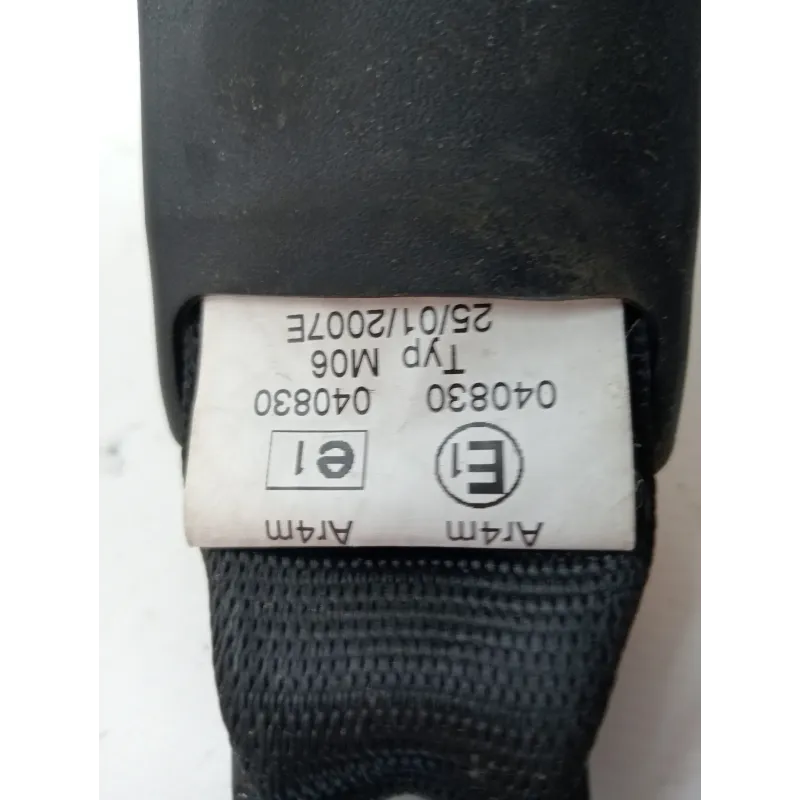 Ar4m Ar4m
E1 e1
040830 040830
Typ M06
25/01/2007E